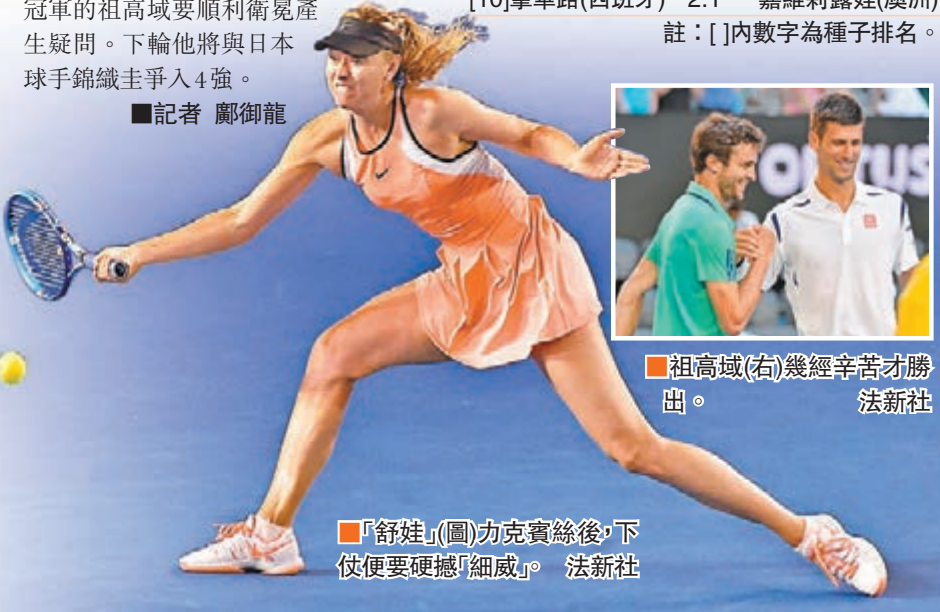 冠軍的祖高域要順利衛冕產
生疑問。下輪他將與日本
球手錦織圭爭入4強。
■記者 鄺御龍
註：[ ]內數字為種子排名。
■祖高域(右)幾經辛苦才勝
出。 法新社
■「舒娃」(圖)力克賓絲後，下
仗便要硬撼「細威」。 法新社